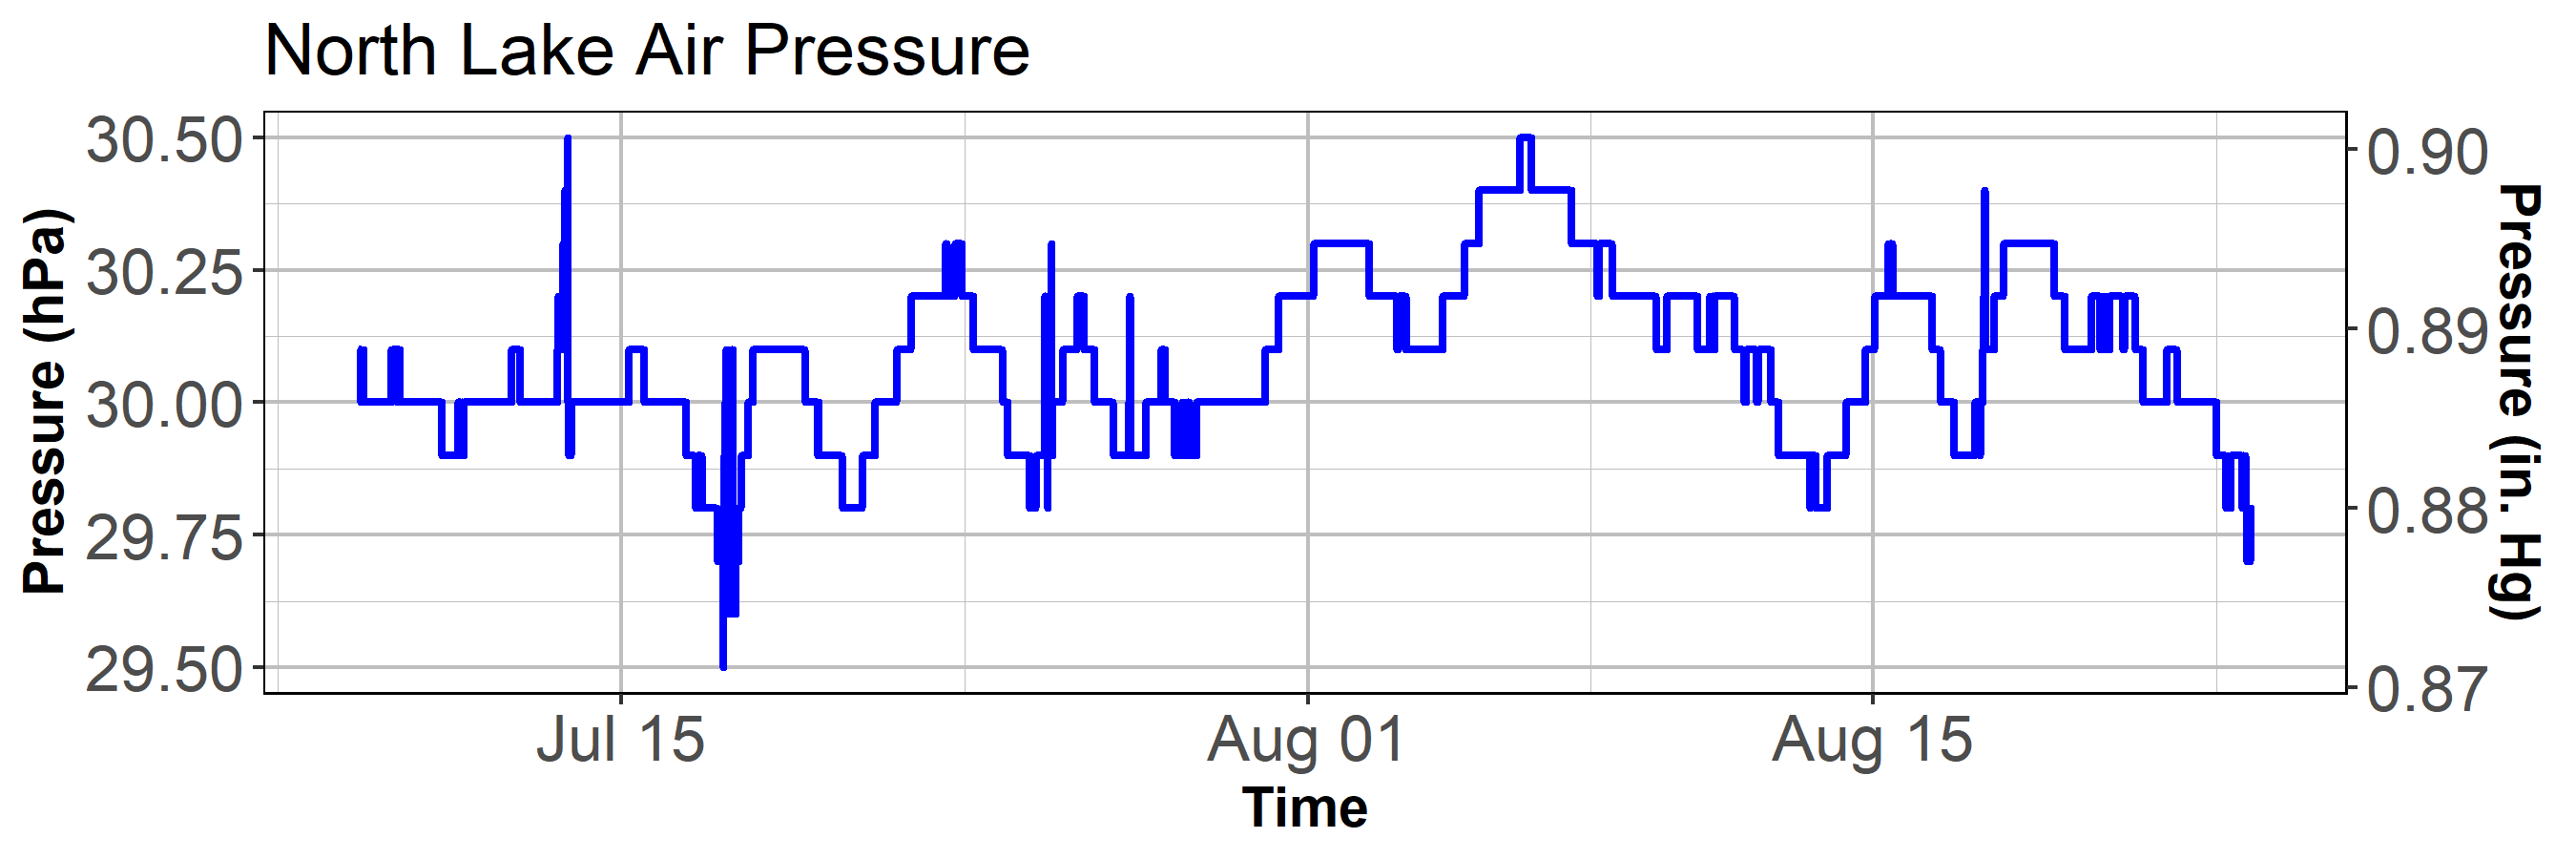 North Lake Air Pressure
Pressure (hPa)
30.50
30.25
30.00
29.75
29.50
0.90
0.89
0.88
0.87
Pressure (in. Hg)
Jul 15 Aug 01 Aug 15
Time